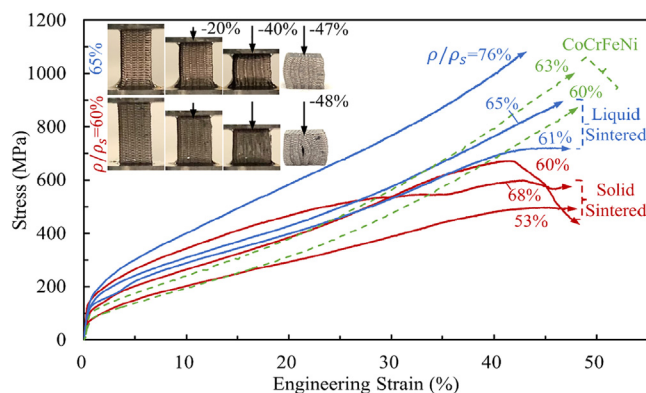 1200
1000
800
600
400
200
0
Stress (MPa)
65%
ρ/ρs=60%
-20%
-40%
-47%
-48%
ρ/ρs=76%
CoCrFeNi
63%
60%
65%
Liquid
Sintered
61%
60%
68%
Solid
Sintered
53%
0
10
20
30
40
50
Engineering Strain (%)